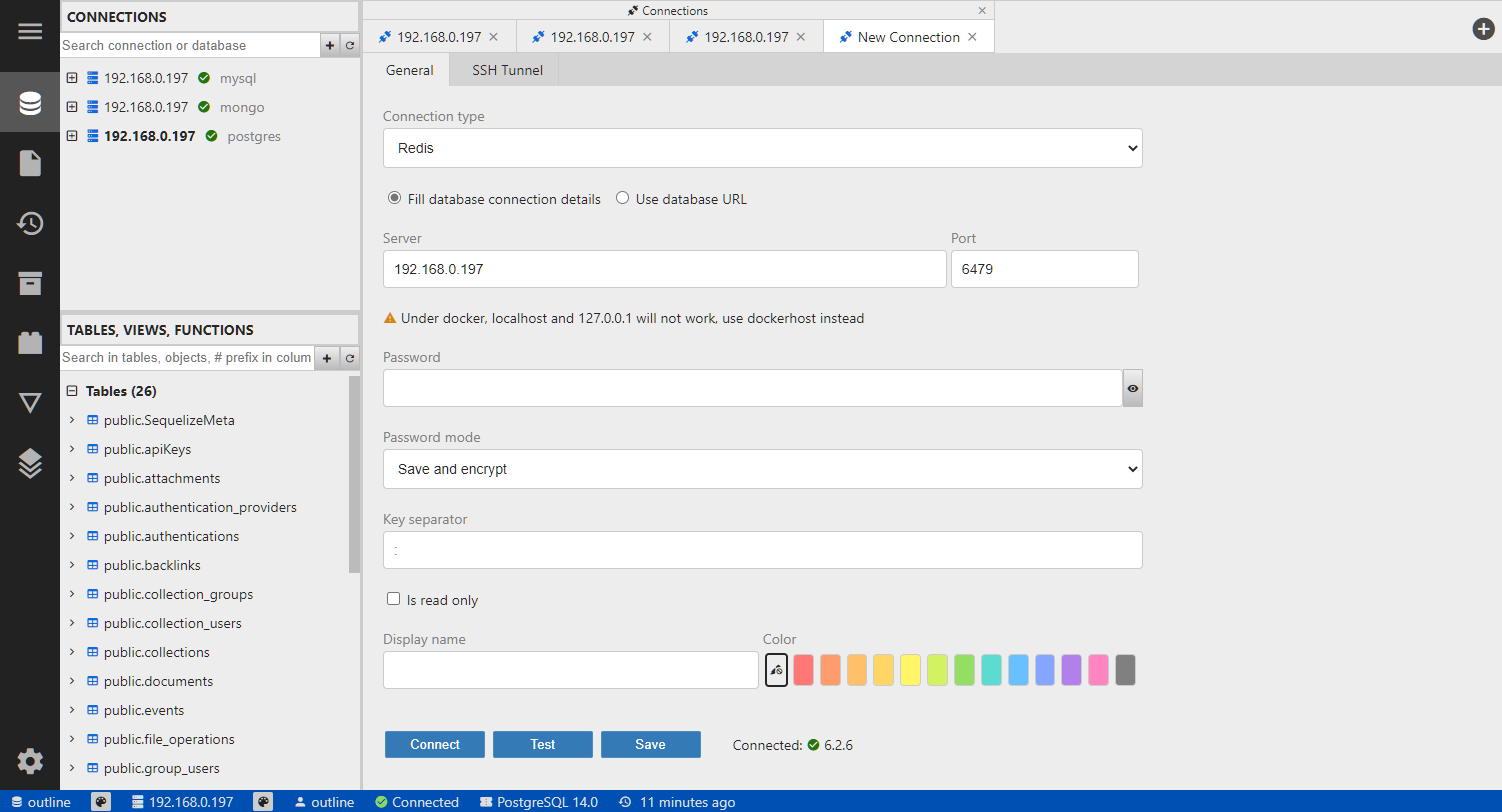 CONNECTIONS
Search connection or database
192.168.0.197 mysql
192.168.0.197 mongo
192.168.0.197 postgres
TABLES, VIEWS, FUNCTIONS
Search in tables, objects, # prefix in colum
Tables (26)
public.SequelizeMeta
public.apiKeys
public.attachments
public.authentication_providers
public.authentications
public.backlinks
public.collection_groups
public.collection_users
public.collections
public.documents
public.events
public.file_operations
public.group_users
Connections
192.168.0.197 192.168.0.197 192.168.0.197 New Connection
General SSH Tunnel
Connection type
Redis
Fill database connection details Use database URL
Server Port
192.168.0.197 6479
Under docker, localhost and 127.0.0.1 will not work, use dockerhost instead
Password
Password mode
Save and encrypt
Key separator
:
Is read only
Display name Color
Connect Test Save Connected: 6.2.6
outline 192.168.0.197 outline Connected PostgreSQL 14.0 11 minutes ago